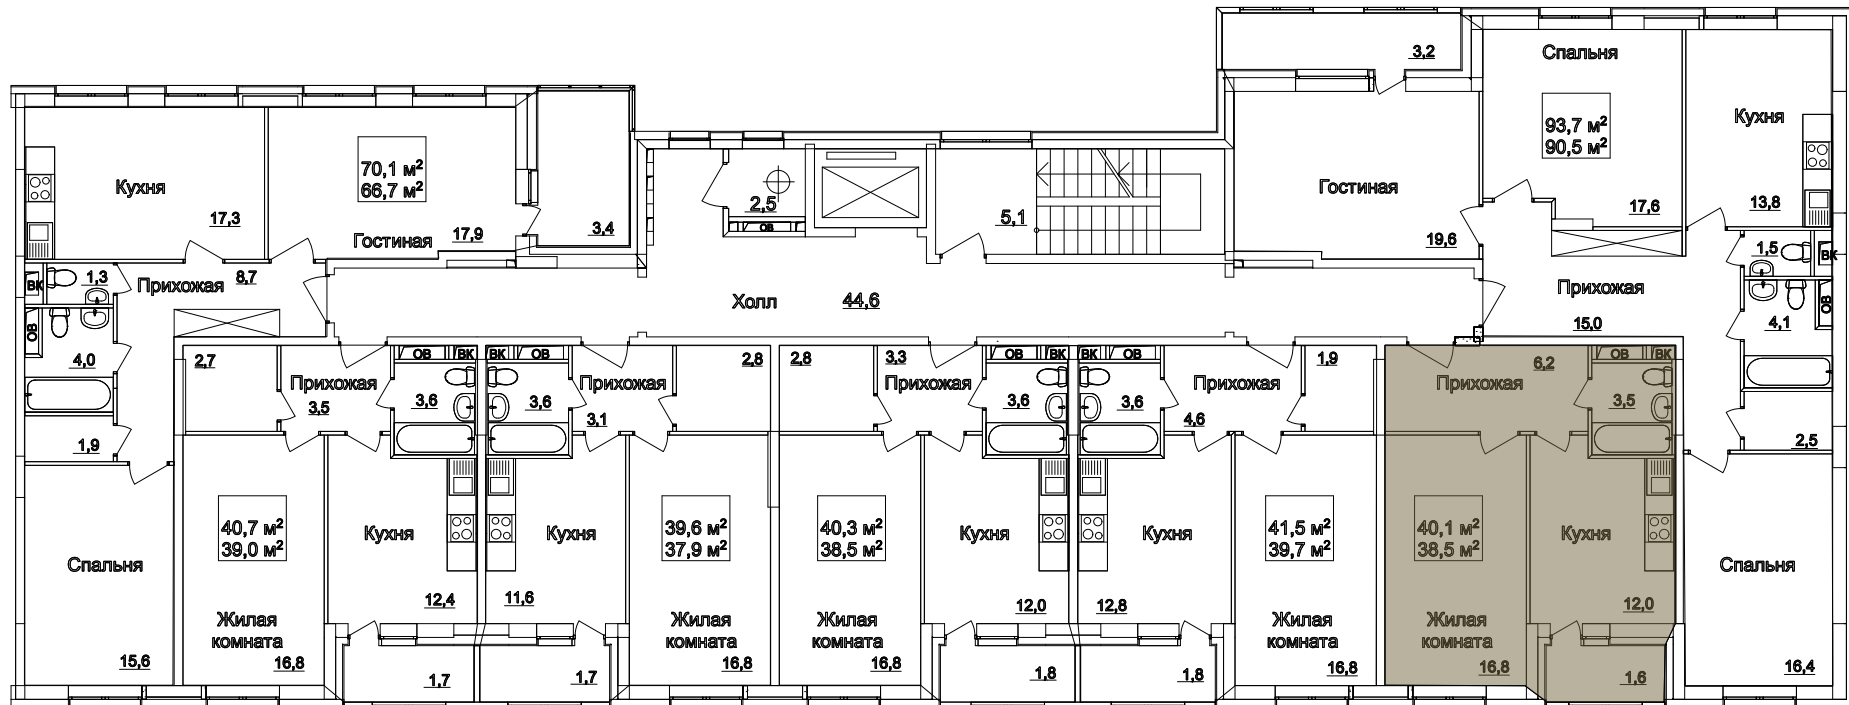 3,2
Спальня
93,7 м²
90,5 м²
Кухня
70,1 м²
66,7 м²
Кухня
17,3
Гостиная
17,9
3,4
2,5
ОВ
5,1
Гостиная
19,6
17,6
13,8
1,3
ВК
Прихожая
8,7
Холл
44,6
Прихожая
15,0
1,5
ВК
ОВ
4,0
4,1
ОВ
2,7
Прихожая
3,5
ОВ
ВК
3,6
ВК
ОВ
3,6
Прихожая
3,1
2,8
2,8
3,3
Прихожая
ОВ
ВК
3,6
ВК
ОВ
3,6
Прихожая
4,6
1,9
6,2
Прихожая
ОВ
ВК
3,5
1,9
2,5
Спальня
15,6
40,7 м²
39,0 м²
Жилая
комната
16,8
Кухня
12,4
1,7
Кухня
11,6
1,7
39,6 м²
37,9 м²
Жилая
комната
16,8
40,3 м²
38,5 м²
Жилая
комната
16,8
Кухня
12,0
1,8
Кухня
12,8
1,8
41,5 м²
39,7 м²
Жилая
комната
16,8
40,1 м²
38,5 м²
Жилая
комната
16,8
Кухня
12,0
1,6
Спальня
16,4